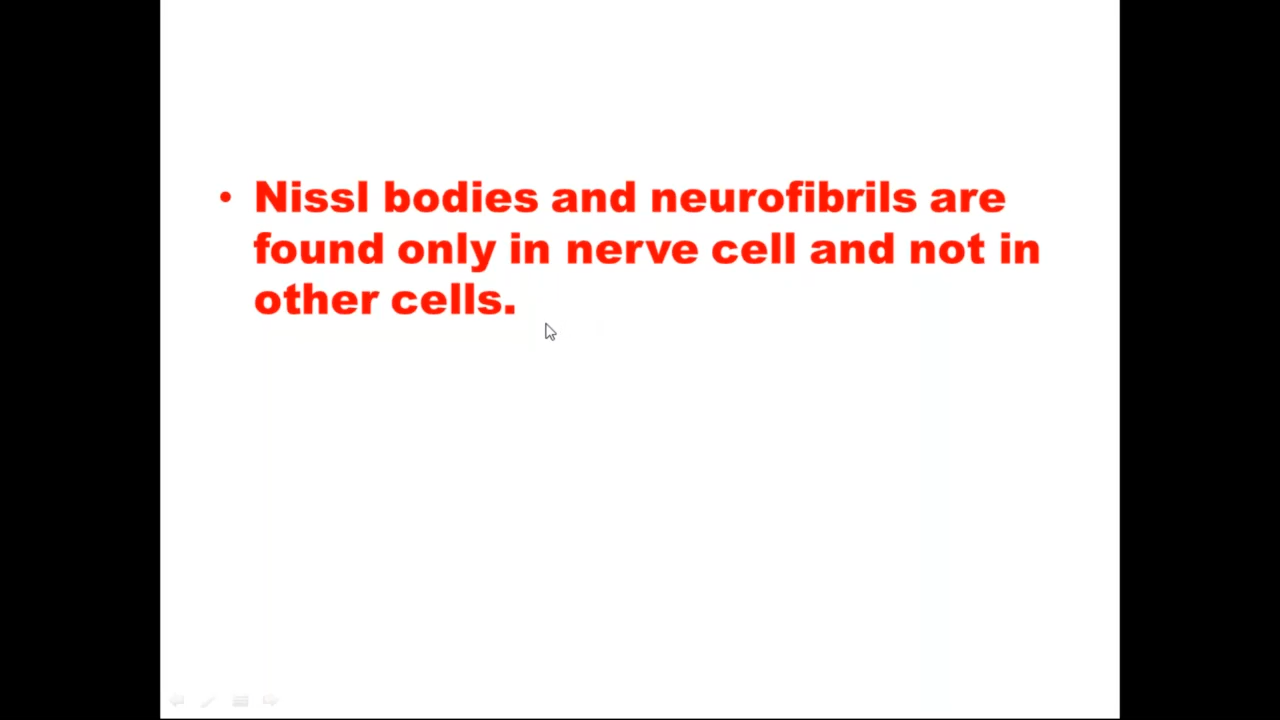 • Nissl bodies and neurofibrils are
found only in nerve cell and not in
other cells.